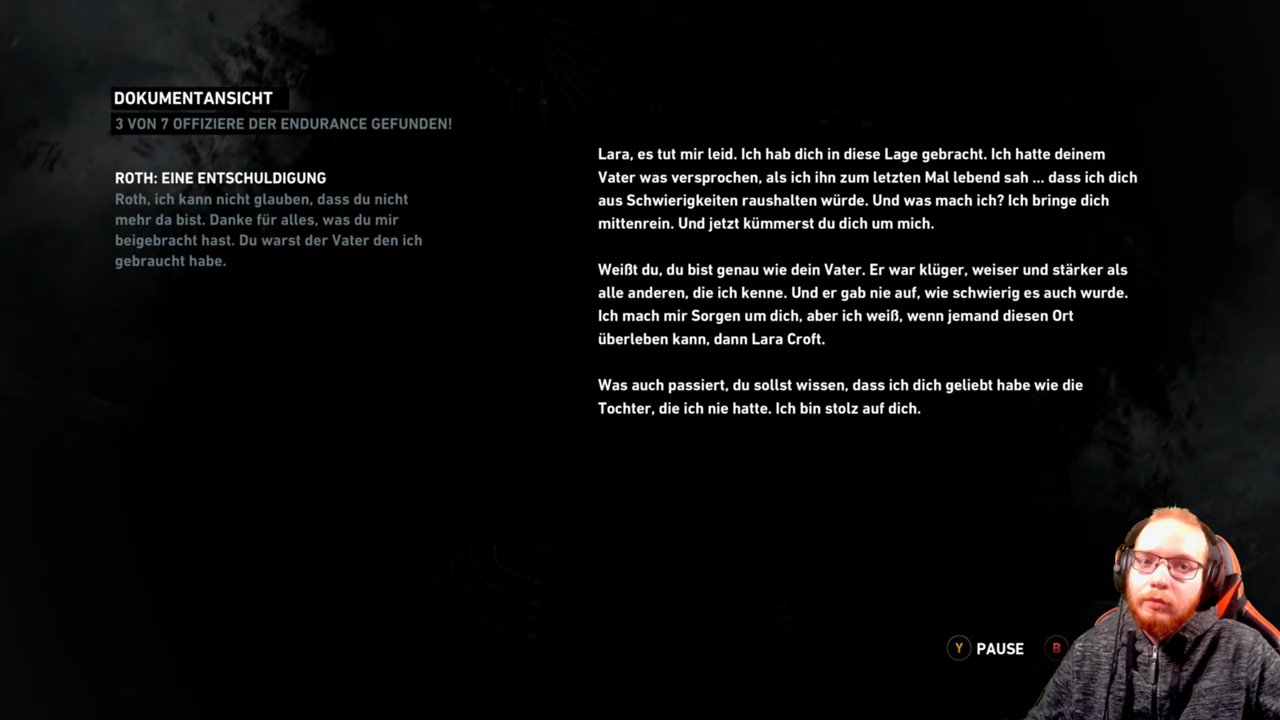 DOKUMENTANSICHT
3 VON 7 OFFIZIERE DER ENDURANCE GEFUNDEN!
ROTH: EINE ENTSCHULDIGUNG
Roth, ich kann nicht glauben, dass du nicht
mehr da bist. Danke für alles, was du mir
beigebracht hast. Du warst der Vater den ich
gebraucht habe.
Lara, es tut mir leid. Ich hab dich in diese Lage gebracht. Ich hatte deinem
Vater was versprochen, als ich ihn zum letzten Mal lebend sah ... dass ich dich
aus Schwierigkeiten raushalten würde. Und was mach ich? Ich bringe dich
mittenrein. Und jetzt kümmerst du dich um mich.
Weißt du, du bist genau wie dein Vater. Er war klüger, weiser und stärker als
alle anderen, die ich kenne. Und er gab nie auf, wie schwierig es auch wurde.
Ich mach mir Sorgen um dich, aber ich weiß, wenn jemand diesen Ort
überleben kann, dann Lara Croft.
Was auch passiert, du sollst wissen, dass ich dich geliebt habe wie die
Tochter, die ich nie hatte. Ich bin stolz auf dich.
Y PAUSE B